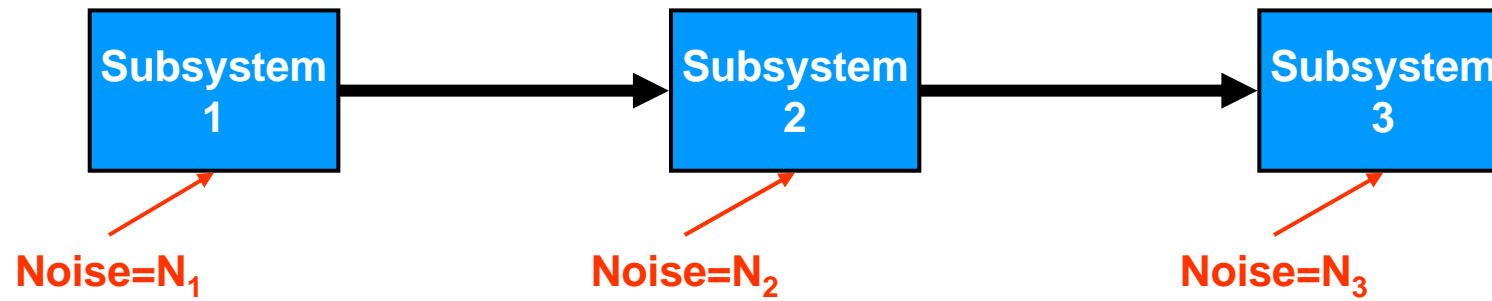 Subsystem
1
Subsystem
2
Subsystem
3
Noise=N₁
Noise=N₂
Noise=N₃